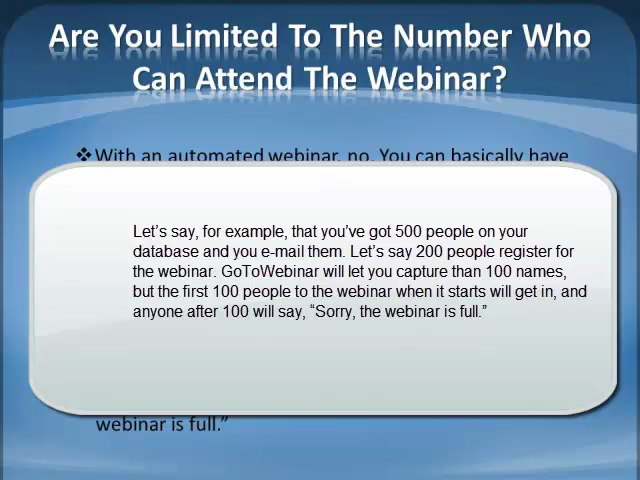 Are You Limited To The Number Who
Can Attend The Webinar?
❖With an automated webinar, no. You can basically have
Let's say, for example, that you've got 500 people on your
database and you e-mail them. Let's say 200 people register for
the webinar. GoToWebinar will let you capture than 100 names,
but the first 100 people to the webinar when it starts will get in, and
anyone after 100 will say, “Sorry, the webinar is full.”
webinar is full.”